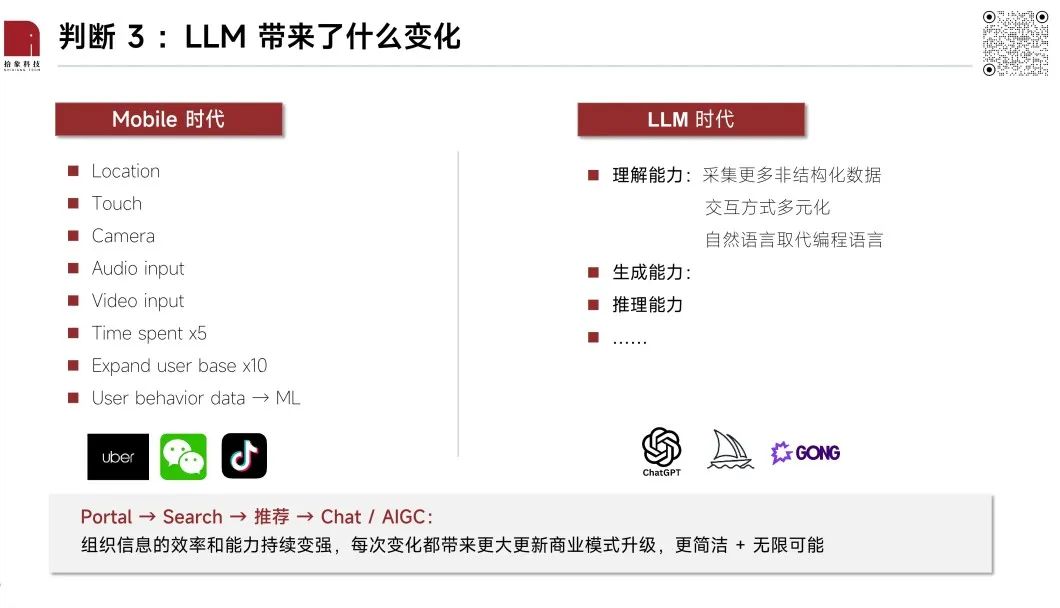 判断 3 ：LLM 带来了什么变化
拾象科技
SHIXIANG TECH
Mobile 时代
Location
Touch
Camera
Audio input
Video input
Time spent x5
Expand user base x10
User behavior data → ML
uber
LLM 时代
理解能力：采集更多非结构化数据
交互方式多元化
自然语言取代编程语言
生成能力：
推理能力
......
ChatGPT
GONG
Portal → Search → 推荐 → Chat / AIGC：
组织信息的效率和能力持续变强，每次变化都带来更大更新商业模式升级，更简洁 + 无限可能